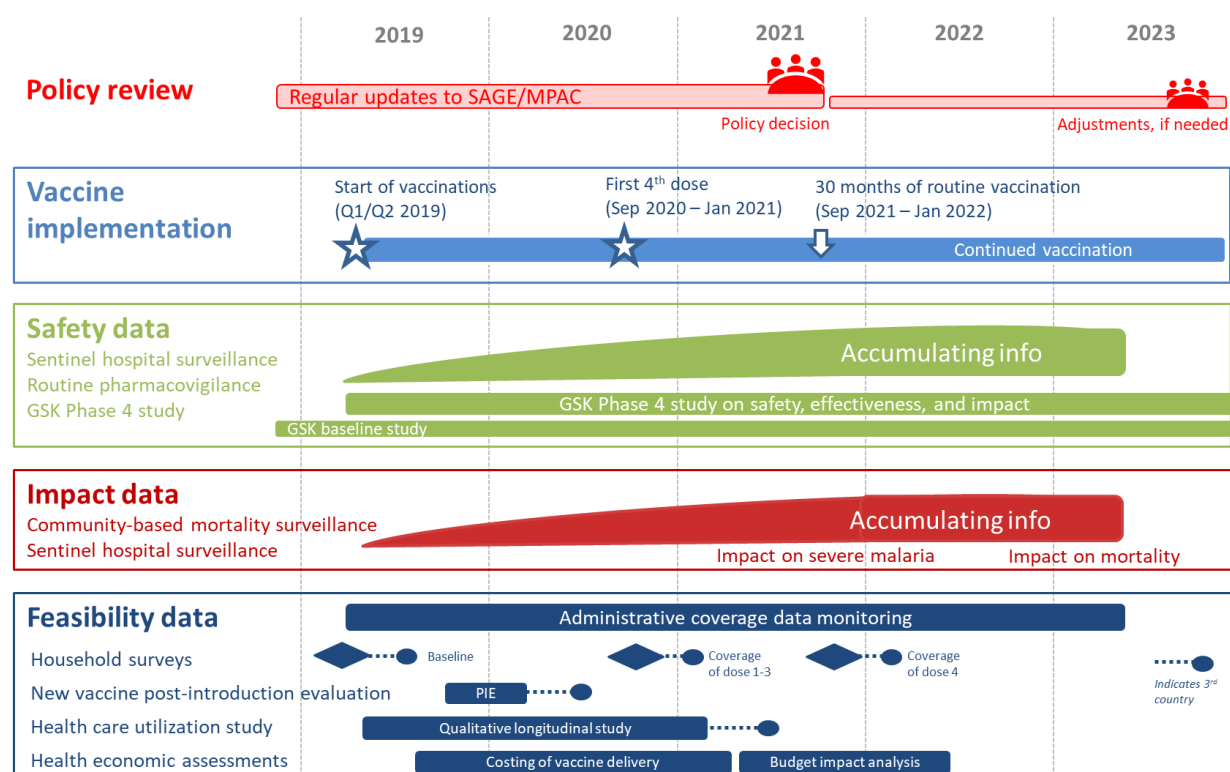 2019 2020 2021 2022 2023
Policy review
Regular updates to SAGE/MPAC
Policy decision
Adjustments, if needed
Vaccine
implementation
Start of vaccinations
(Q1/Q2 2019)
First 4th dose
(Sep 2020 – Jan 2021)
30 months of routine vaccination
(Sep 2021 – Jan 2022)
Continued vaccination
Safety data
Sentinel hospital surveillance
Routine pharmacovigilance
GSK Phase 4 study
Accumulating info
GSK Phase 4 study on safety, effectiveness, and impact
GSK baseline study
Impact data
Community-based mortality surveillance
Sentinel hospital surveillance
Accumulating info
Impact on severe malaria
Impact on mortality
Feasibility data
Administrative coverage data monitoring
Household surveys
Baseline
Coverage
of dose 1-3
Coverage
of dose 4
Indicates 3rd
country
New vaccine post-introduction evaluation
PIE
Health care utilization study
Qualitative longitudinal study
Health economic assessments
Costing of vaccine delivery
Budget impact analysis